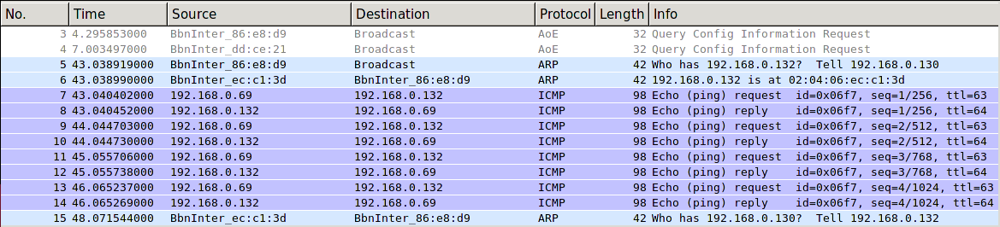 No. Time Source Destination Protocol Length Info
3 4.295853000 BbnInter_86:e8:d9 Broadcast AoE 32 Query Config Information Request
4 7.003497000 BbnInter_dd:ce:21 Broadcast AoE 32 Query Config Information Request
5 43.038919000 BbnInter_86:e8:d9 Broadcast ARP 42 Who has 192.168.0.132? Tell 192.168.0.130
6 43.038990000 BbnInter_ec:c1:3d BbnInter_86:e8:d9 ARP 42 192.168.0.132 is at 02:04:06:ec:c1:3d
7 43.040402000 192.168.0.69 192.168.0.132 ICMP 98 Echo (ping) request id=0x06f7, seq=1/256, ttl=63
8 43.040452000 192.168.0.132 192.168.0.69 ICMP 98 Echo (ping) reply id=0x06f7, seq=1/256, ttl=64
9 44.044703000 192.168.0.69 192.168.0.132 ICMP 98 Echo (ping) request id=0x06f7, seq=2/512, ttl=63
10 44.044730000 192.168.0.132 192.168.0.69 ICMP 98 Echo (ping) reply id=0x06f7, seq=2/512, ttl=64
11 45.055706000 192.168.0.69 192.168.0.132 ICMP 98 Echo (ping) request id=0x06f7, seq=3/768, ttl=63
12 45.055738000 192.168.0.132 192.168.0.69 ICMP 98 Echo (ping) reply id=0x06f7, seq=3/768, ttl=64
13 46.065237000 192.168.0.69 192.168.0.132 ICMP 98 Echo (ping) request id=0x06f7, seq=4/1024, ttl=63
14 46.065269000 192.168.0.132 192.168.0.69 ICMP 98 Echo (ping) reply id=0x06f7, seq=4/1024, ttl=64
15 48.071544000 BbnInter_ec:c1:3d BbnInter_86:e8:d9 ARP 42 Who has 192.168.0.130? Tell 192.168.0.132